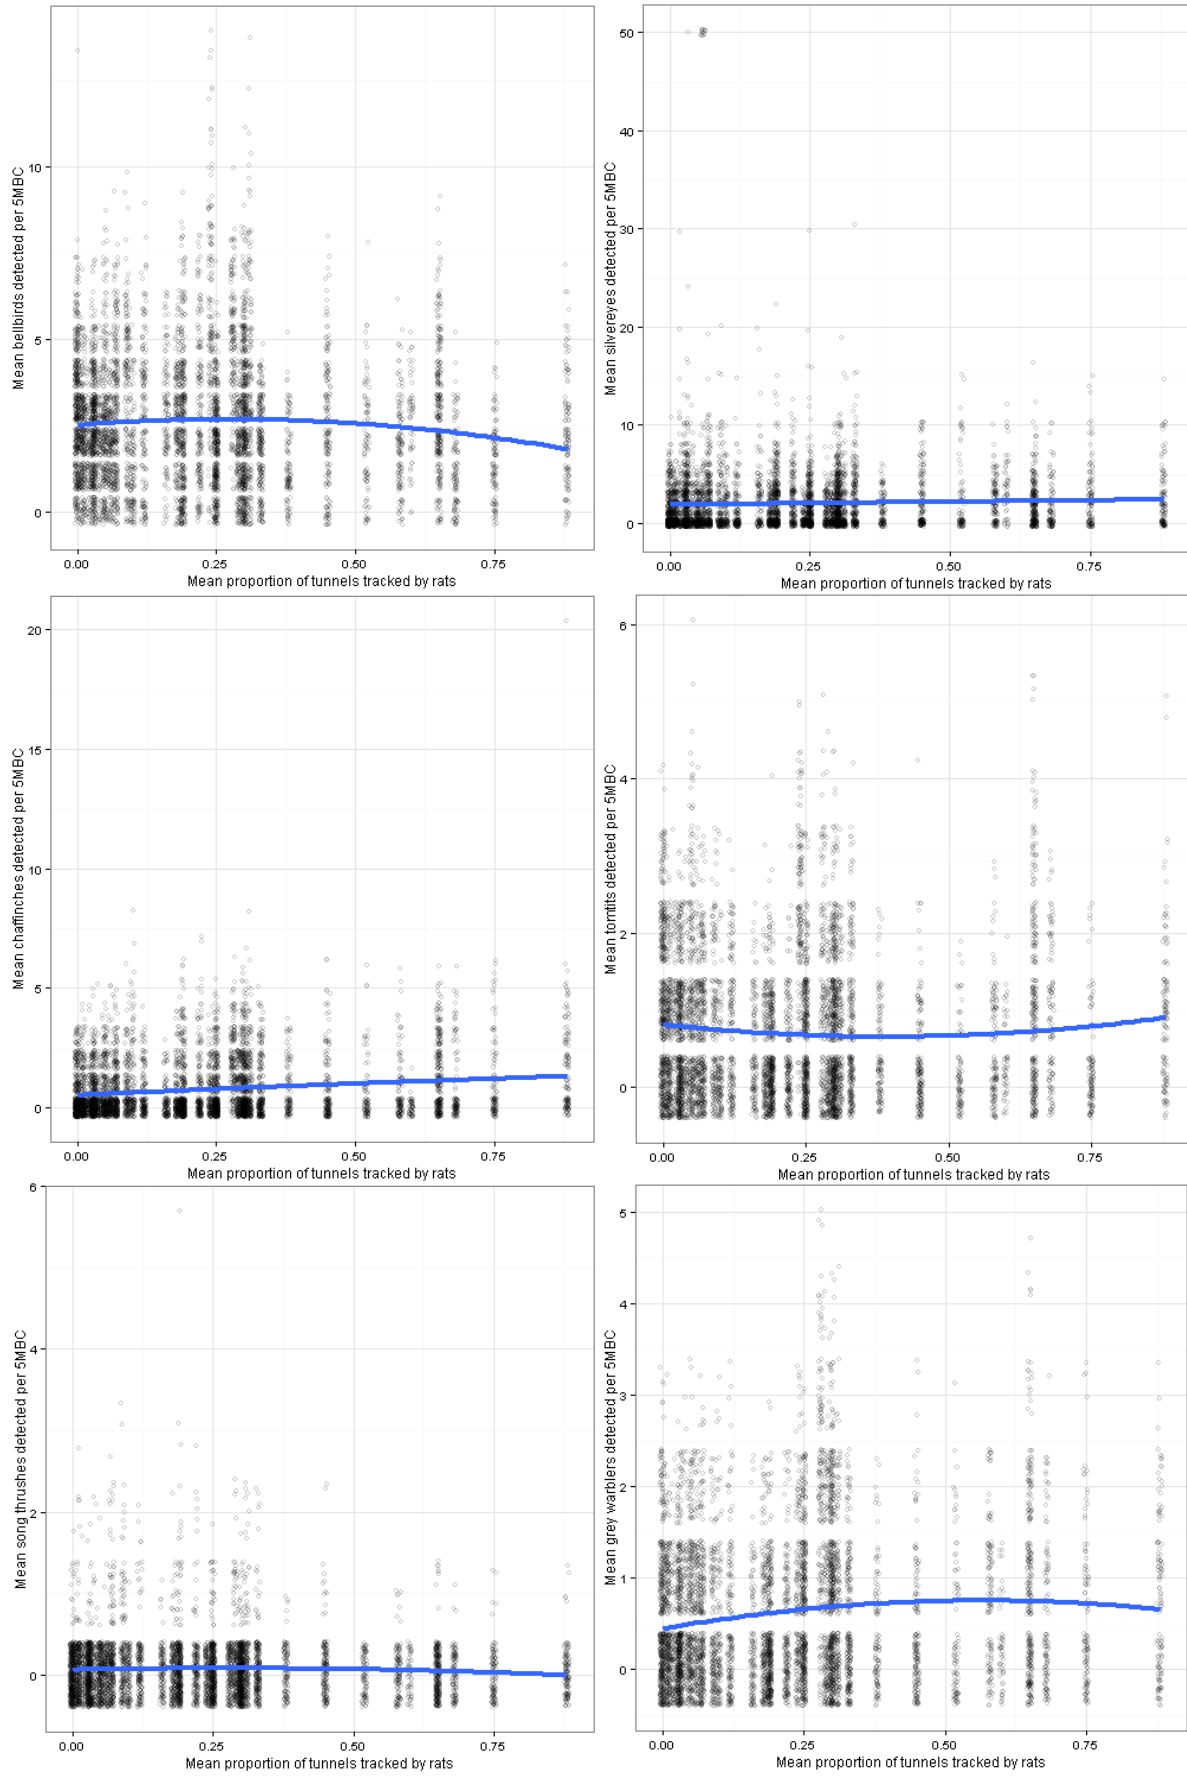 Mean bellbirds detected per 5MBC
10
5
0
0.00 0.25 0.50 0.75
Mean proportion of tunnels tracked by rats
Mean silvereyes detected per 5MBC
50
40
30
20
10
0
0.00 0.25 0.50 0.75
Mean proportion of tunnels tracked by rats
Mean chaffinches detected per 5MBC
20
15
10
5
0
0.00 0.25 0.50 0.75
Mean proportion of tunnels tracked by rats
Mean tomtits detected per 5MBC
6
4
2
0
0.00 0.25 0.50 0.75
Mean proportion of tunnels tracked by rats
Mean song thrushes detected per 5MBC
6
4
2
0
0.00 0.25 0.50 0.75
Mean proportion of tunnels tracked by rats
Mean grey warblers detected per 5MBC
5
4
3
2
1
0
0.00 0.25 0.50 0.75
Mean proportion of tunnels tracked by rats